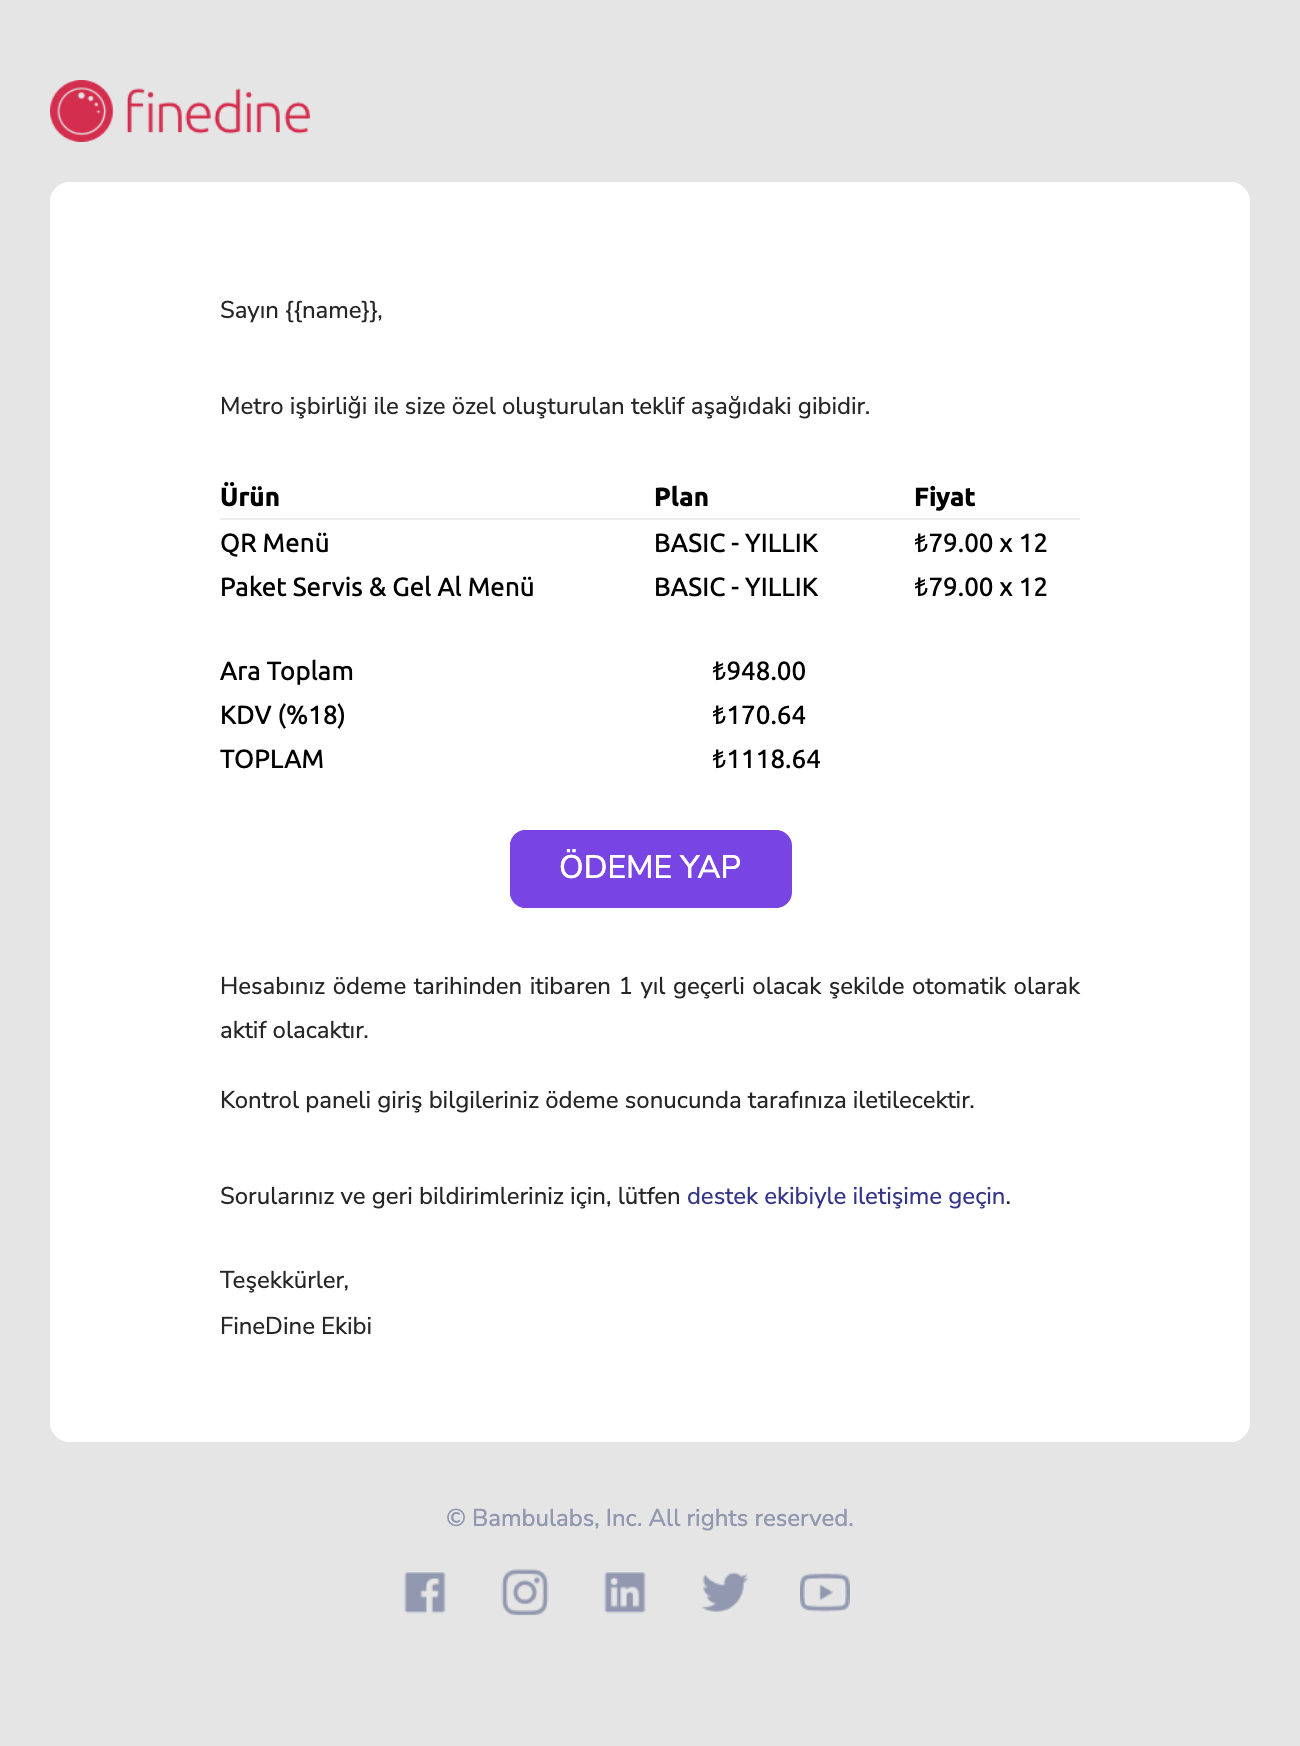 finedine
Sayın {{name}},
Metro işbirliği ile size özel oluşturulan teklif aşağıdaki gibidir.
Ürün Plan Fiyat
QR Menü BASIC - YILLIK ₺79.00 x 12
Paket Servis & Gel Al Menü BASIC - YILLIK ₺79.00 x 12
Ara Toplam ₺948.00
KDV (%18) ₺170.64
TOPLAM ₺1118.64
ÖDEME YAP
Hesabınız ödeme tarihinden itibaren 1 yıl geçerli olacak şekilde otomatik olarak
aktif olacaktır.
Kontrol paneli giriş bilgileriniz ödeme sonucunda tarafınıza iletilecektir.
Sorularınız ve geri bildirimleriniz için, lütfen destek ekibiyle iletişime geçin.
Teşekkürler,
FineDine Ekibi
© Bambulabs, Inc. All rights reserved.